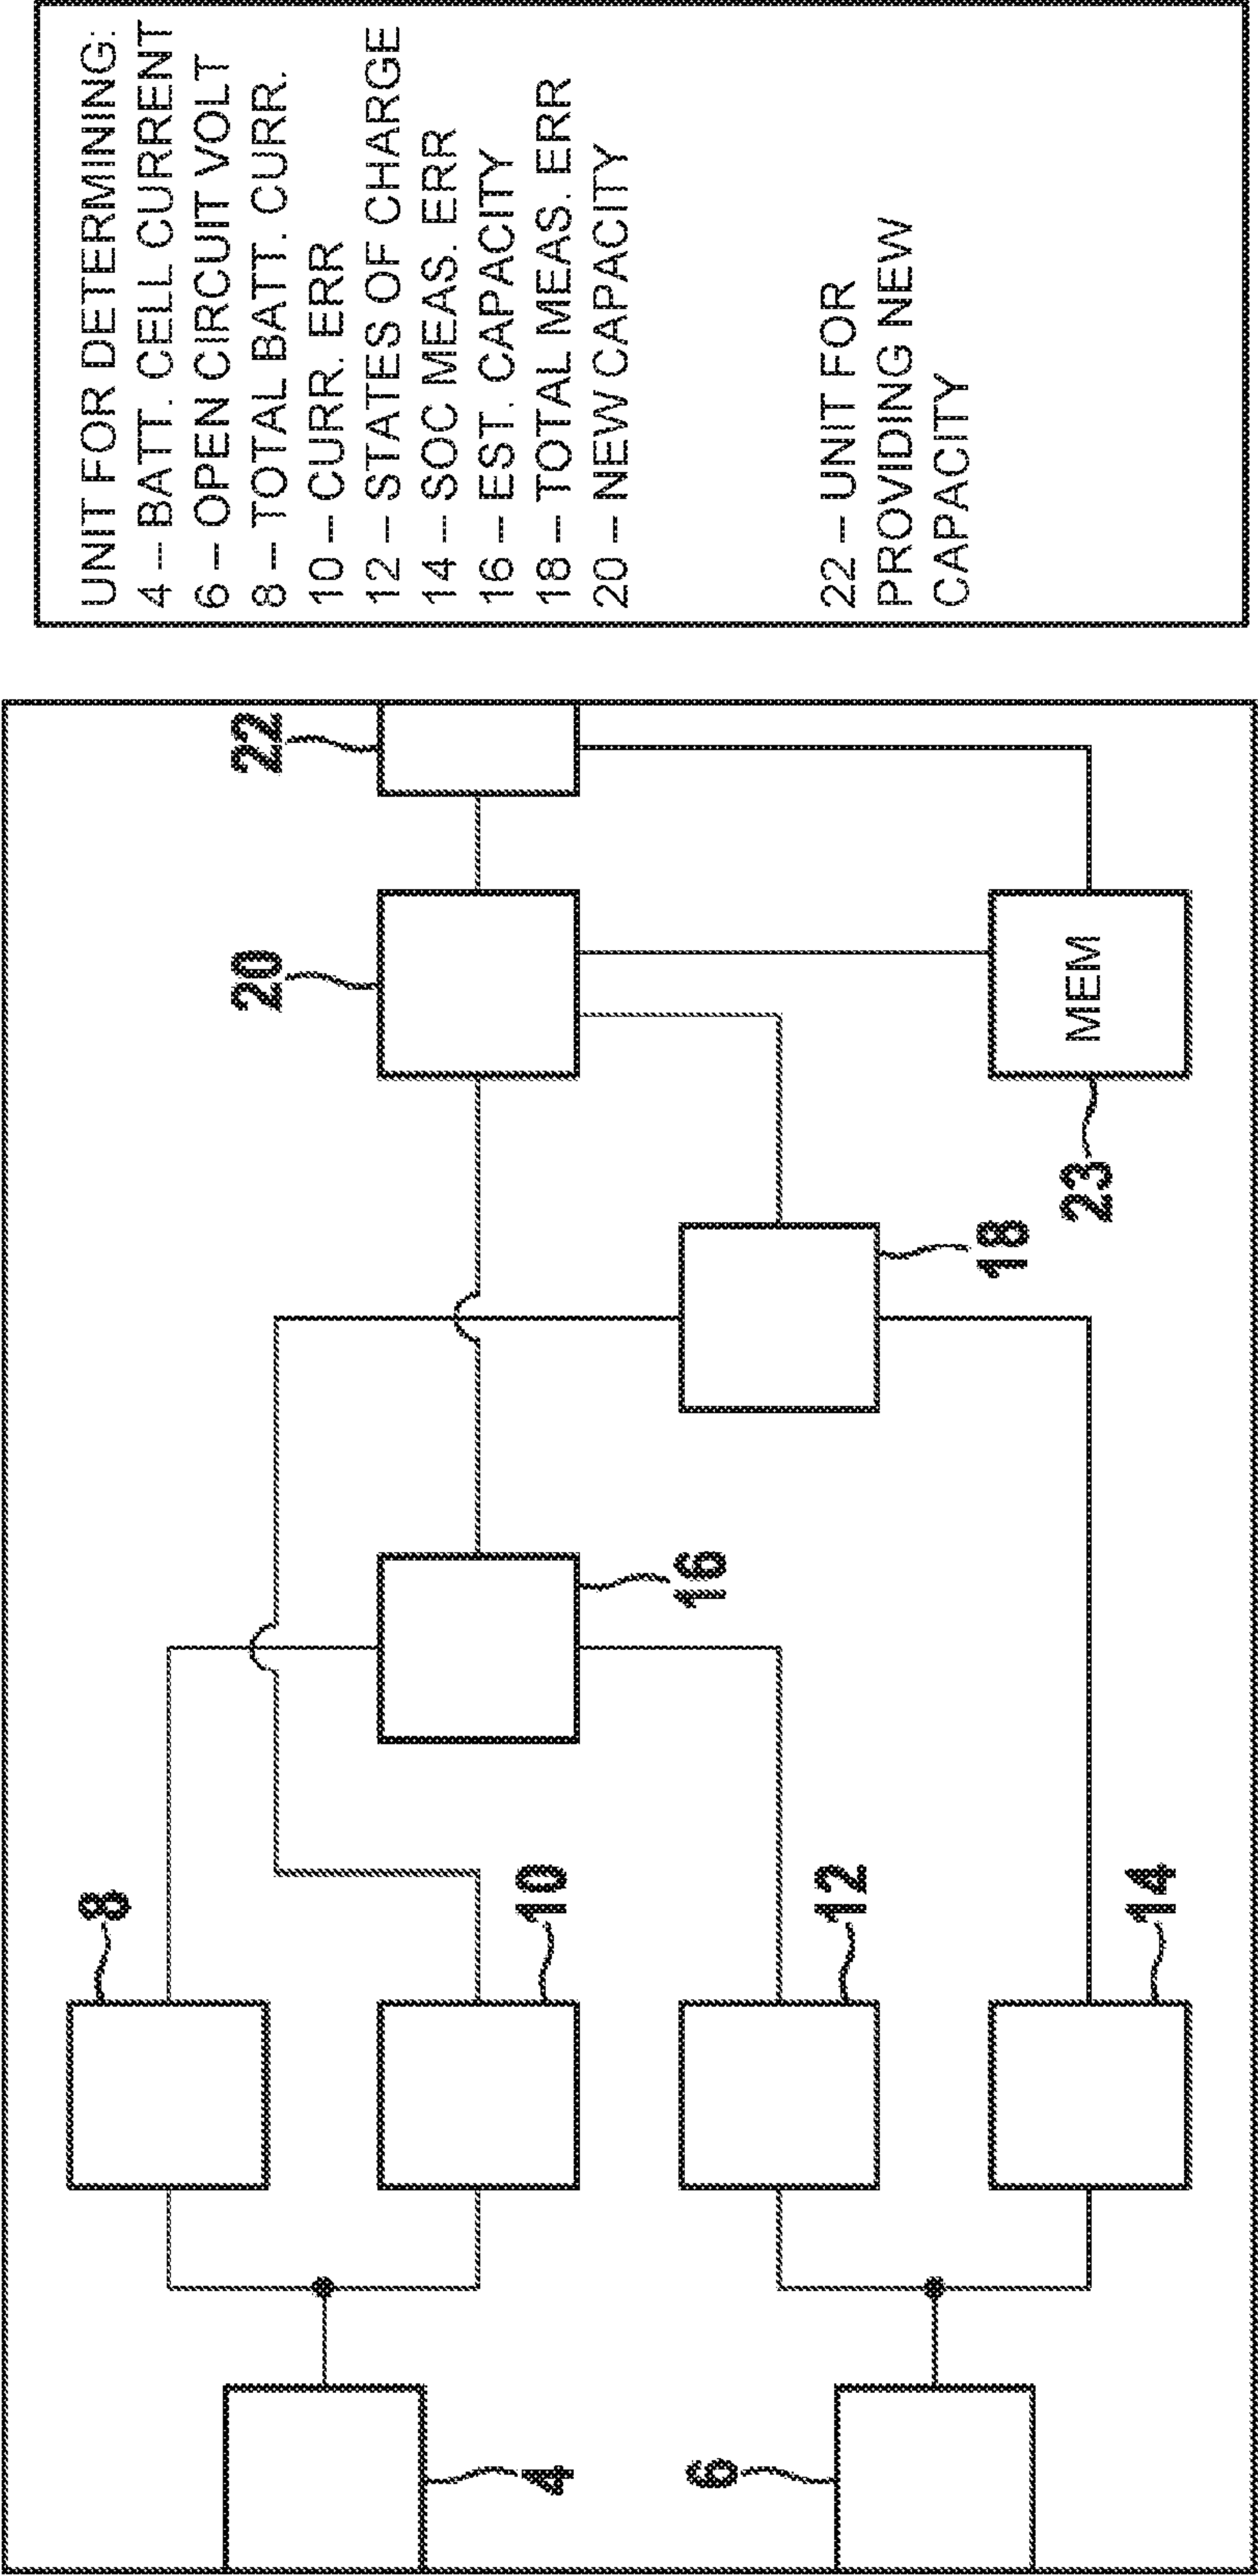 UNIT FOR DETERMINING:
4 – BATT. CELL CURRENT
6 – OPEN CIRCUIT VOLT
8 – TOTAL BATT. CURR.
10 – CURR. ERR
12 – STATES OF CHARGE
14 – SOC MEAS. ERR
16 – EST. CAPACITY
18 – TOTAL MEAS. ERR
20 – NEW CAPACITY
22 – UNIT FOR
PROVIDING NEW
CAPACITY
8
20
22
4
10
16
6
12
18
14
23
MEM